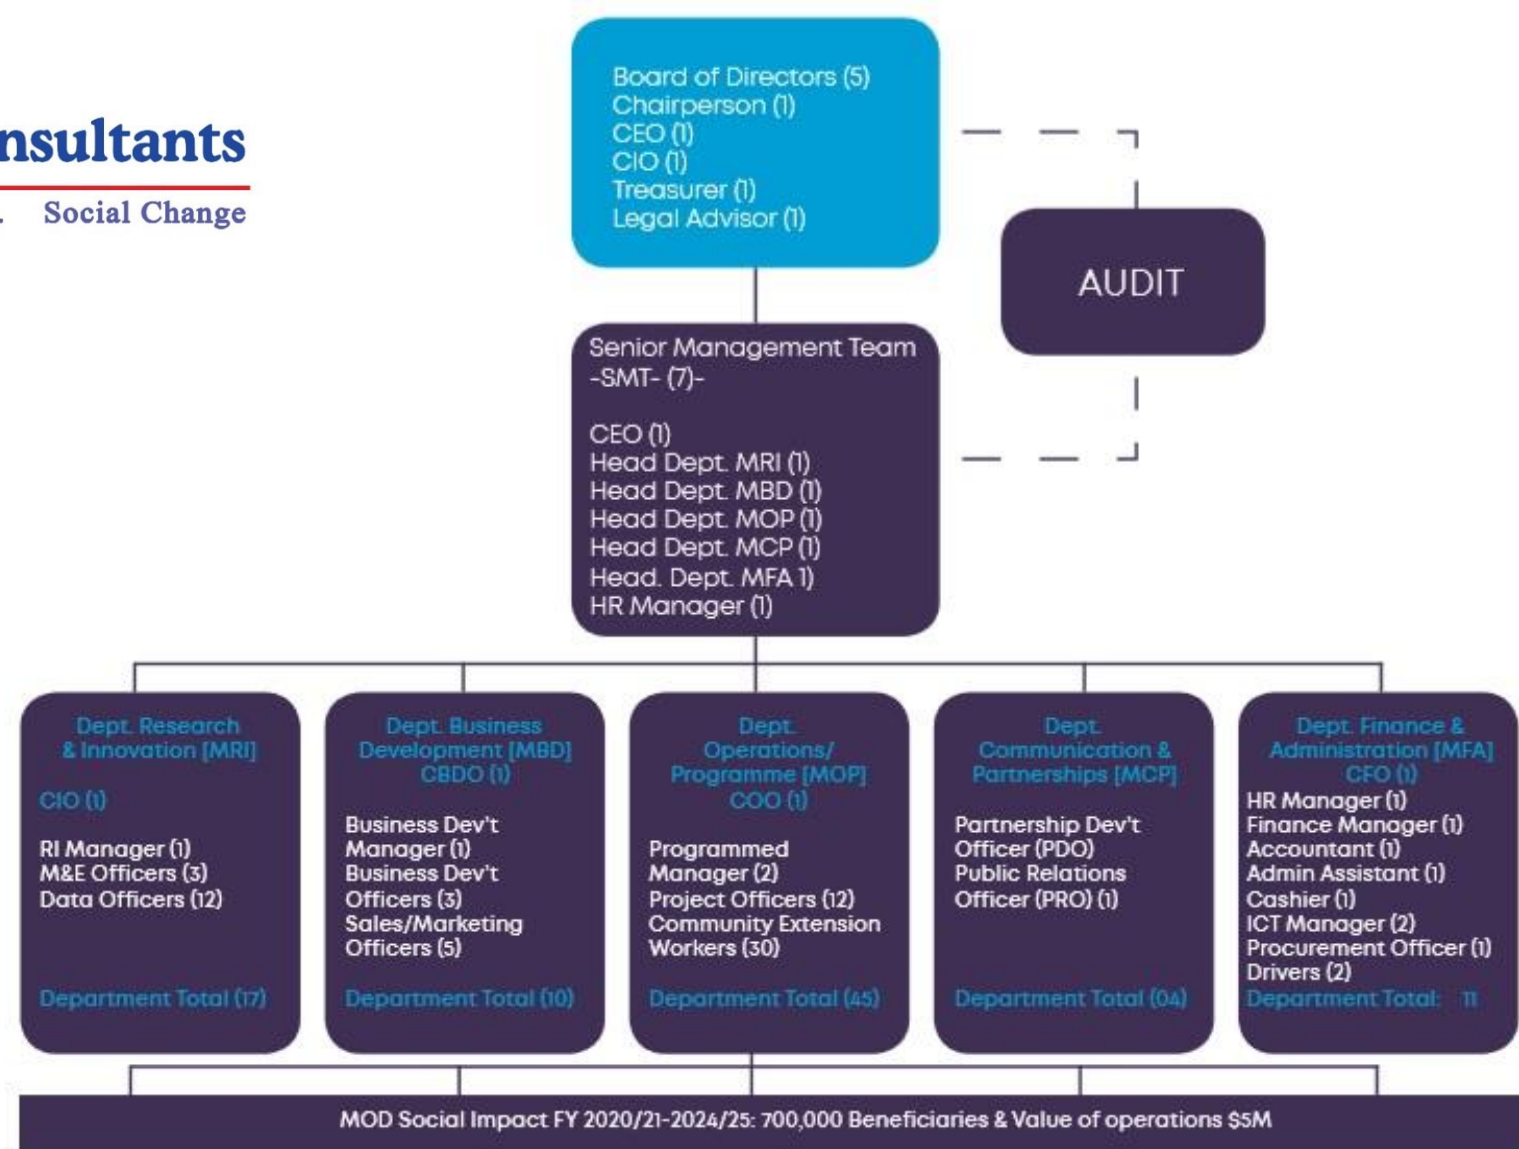 nsultants
. Social Change
Board of Directors (5)
Chairperson (1)
CEO (1)
CIO (1)
Treasurer (1)
Legal Advisor (1)
AUDIT
Senior Management Team
-SMT- (7)-
CEO (1)
Head Dept. MRI (1)
Head Dept. MBD (1)
Head Dept. MOP (1)
Head Dept. MCP (1)
Head. Dept. MFA 1)
HR Manager (1)
Dept. Research
& Innovation [MRI]
CIO (1)
RI Manager (1)
M&E Officers (3)
Data Officers (12)
Department Total (17)
Dept. Business
Development [MBD]
CBDO (1)
Business Dev't
Manager (1)
Business Dev't
Officers (3)
Sales/Marketing
Officers (5)
Department Total (10)
Dept.
Operations/
Programme [MOP]
COO (1)
Programmed
Manager (2)
Project Officers (12)
Community Extension
Workers (30)
Department Total (45)
Dept.
Communication &
Partnerships [MCP]
Partnership Dev't
Officer (PDO)
Public Relations
Officer (PRO) (1)
Department Total (04)
Dept. Finance &
Administration [MFA]
CFO (1)
HR Manager (1)
Finance Manager (1)
Accountant (1)
Admin Assistant (1)
Cashier (1)
ICT Manager (2)
Procurement Officer (1)
Drivers (2)
Department Total: 11
MOD Social Impact FY 2020/21-2024/25: 700,000 Beneficiaries & Value of operations $5M